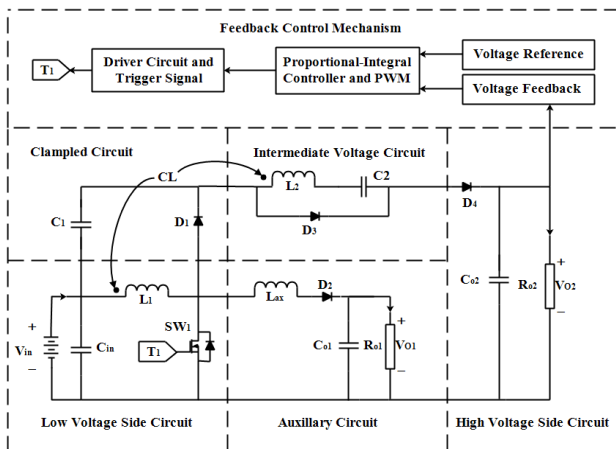 Feedback Control Mechanism
T1
Driver Circuit and
Trigger Signal
Proportional-Integral
Controller and PWM
Voltage Reference
Voltage Feedback
Clampled Circuit
Intermediate Voltage Circuit
CL
L2
C2
D4
C1
D1
D3
L1
Lax
D2
Co2
Ro2
+
VO2
–
+
Vin
–
Cin
SW1
T1
Co1
Ro1
+
VO1
–
Low Voltage Side Circuit
Auxillary Circuit
High Voltage Side Circuit